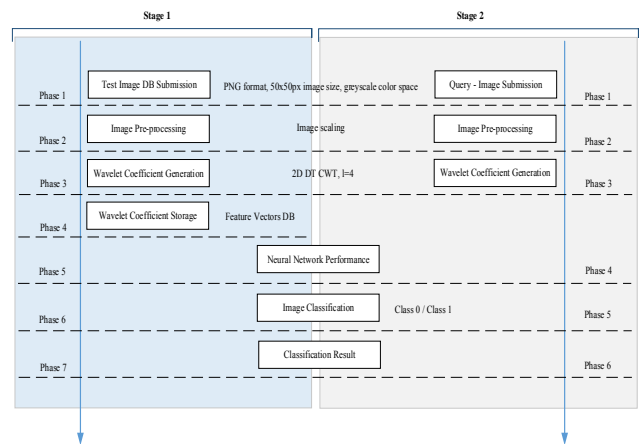 Stage 1 Stage 2
Test Image DB Submission PNG format, 50x50px image size, greyscale color space Query - Image Submission
Phase 1 Phase 1
Image Pre-processing Image scaling Image Pre-processing
Phase 2 Phase 2
Wavelet Coefficient Generation 2D DT CWT, l=4 Wavelet Coefficient Generation
Phase 3 Phase 3
Wavelet Coefficient Storage Feature Vectors DB
Phase 4
Neural Network Performance
Phase 5 Phase 4
Image Classification Class 0 / Class 1
Phase 6 Phase 5
Classification Result
Phase 7 Phase 6